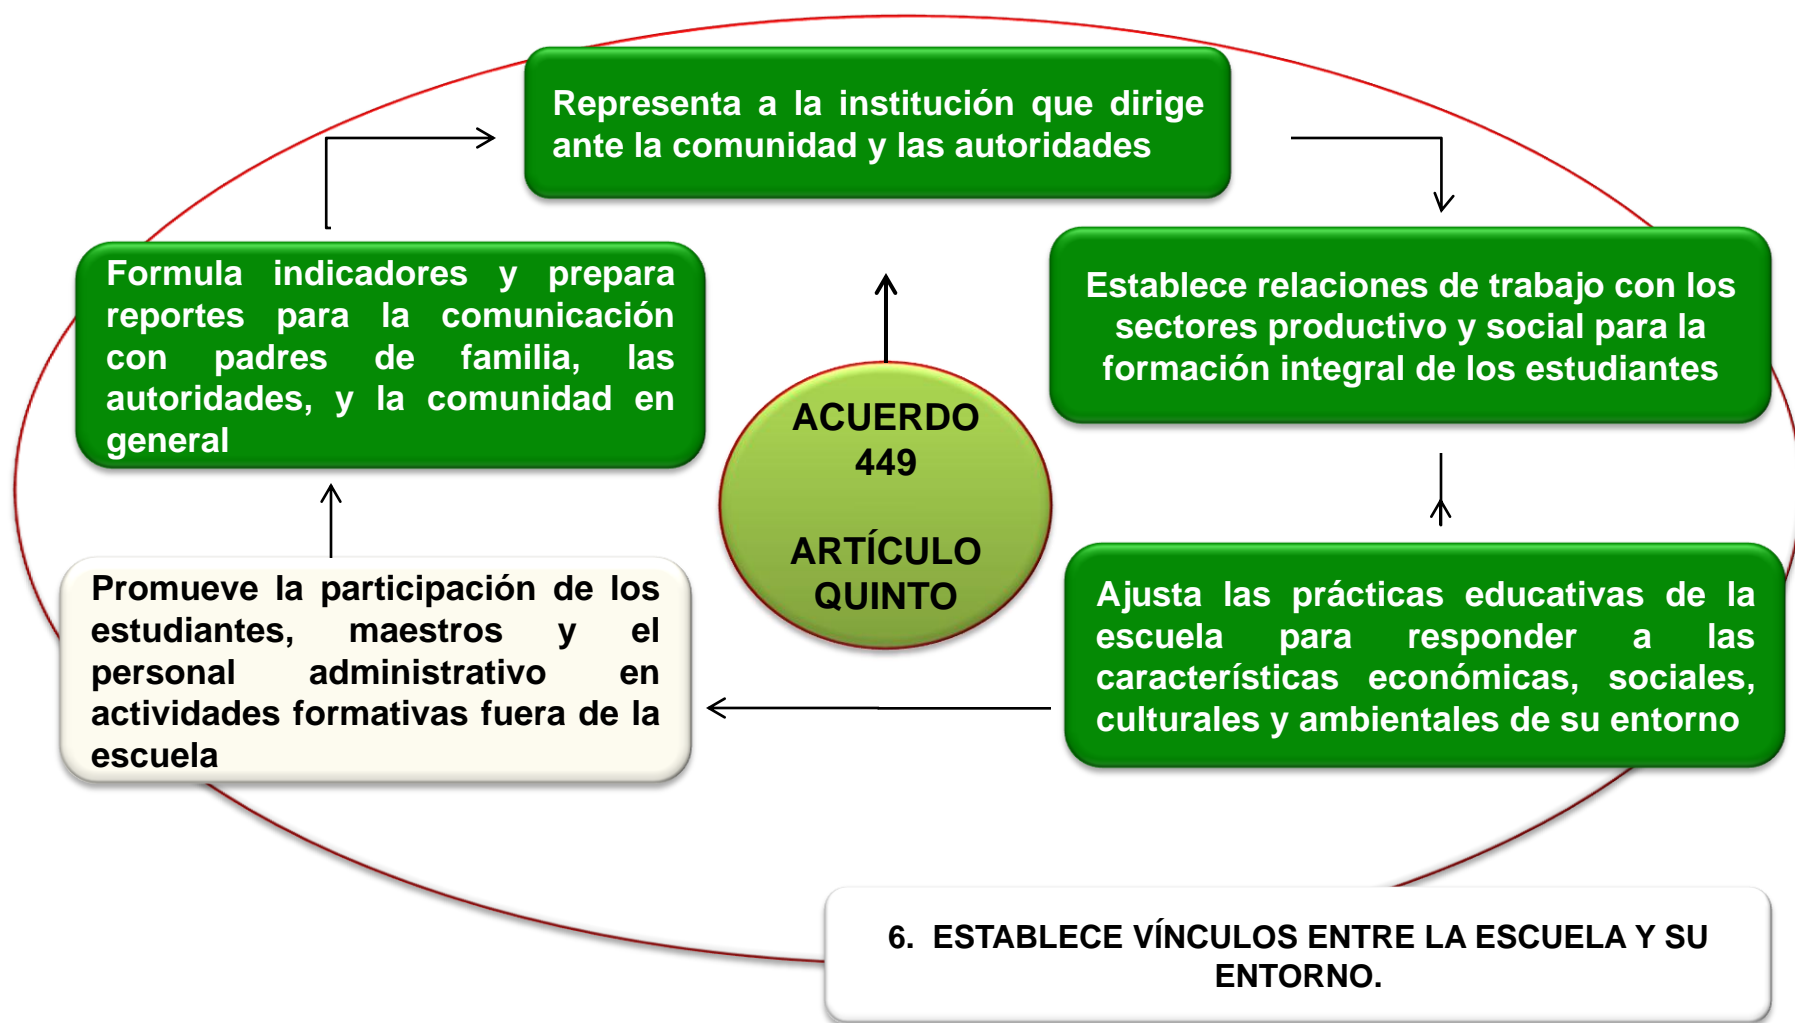 Representa a la institución que dirige
ante la comunidad y las autoridades
Formula indicadores y prepara
reportes para la comunicación
con padres de familia, las
autoridades, y la comunidad en
general
Establece relaciones de trabajo con los
sectores productivo y social para la
formación integral de los estudiantes
ACUERDO
449
ARTÍCULO
QUINTO
Promueve la participación de los
estudiantes, maestros y el
personal administrativo en
actividades formativas fuera de la
escuela
Ajusta las prácticas educativas de la
escuela para responder a las
características económicas, sociales,
culturales y ambientales de su entorno
6. ESTABLECE VÍNCULOS ENTRE LA ESCUELA Y SU
ENTORNO.